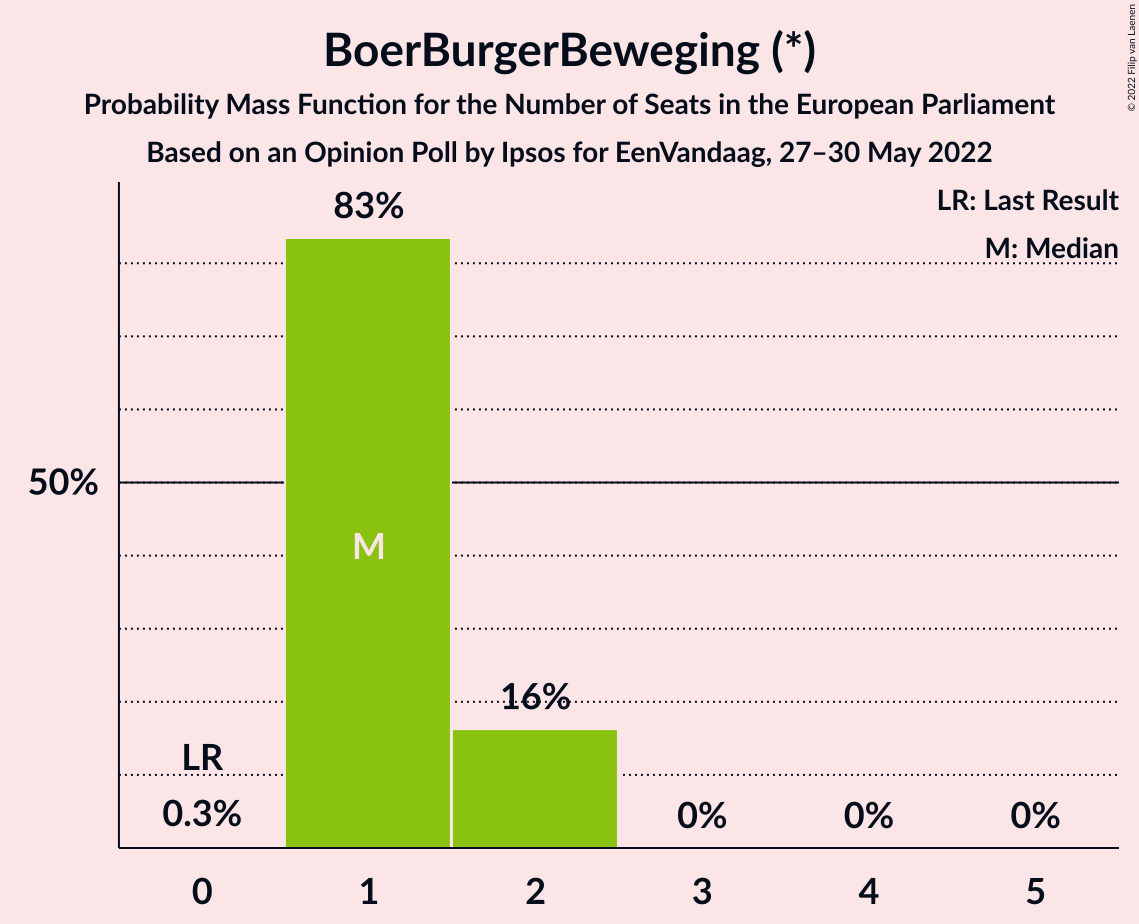 BoerBurgerBeweging (*)
Probability Mass Function for the Number of Seats in the European Parliament
Based on an Opinion Poll by Ipsos for EenVandaag, 27–30 May 2022
© 2022 Filip van Laenen
LR: Last Result
M: Median
83%
50%
M
16%
LR
0.3%
0%
0%
0%
0
1
2
3
4
5